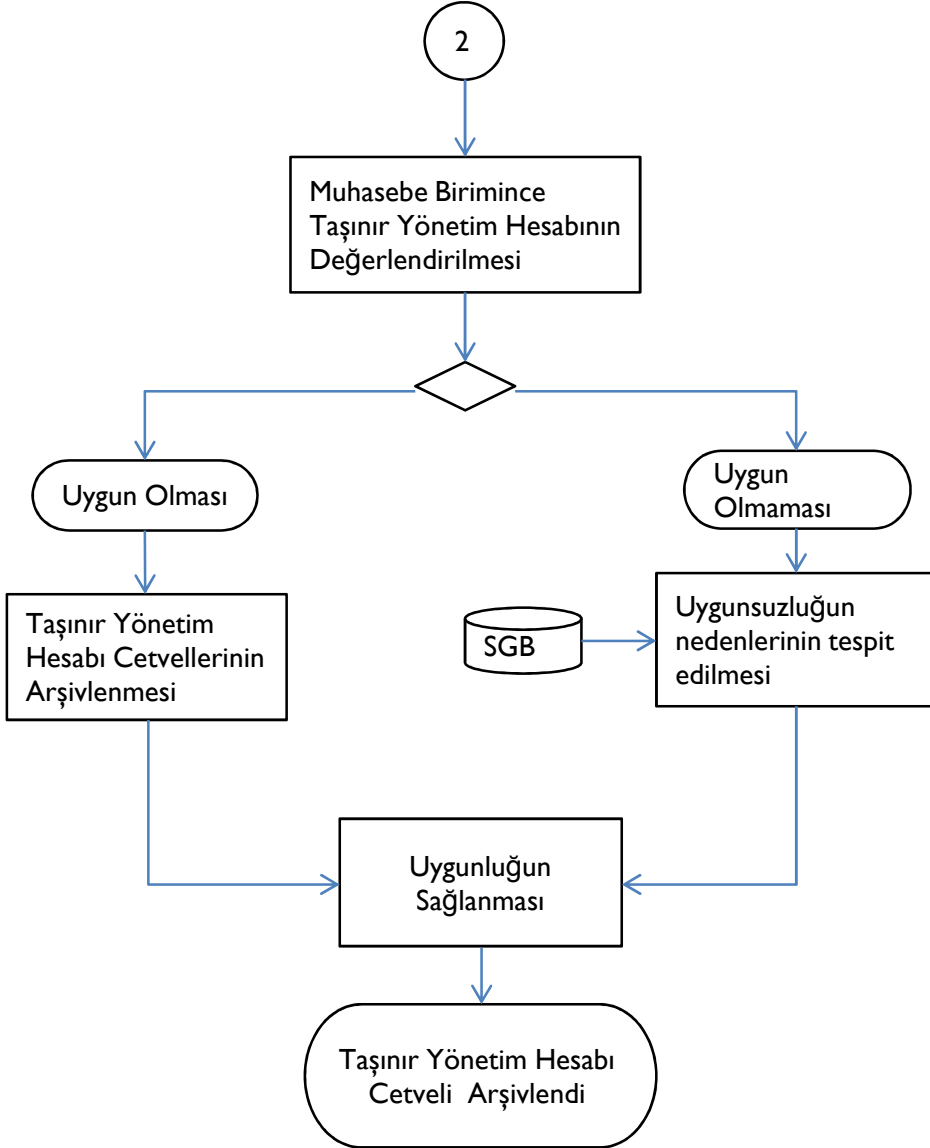 2
Muhasebe Birimince
Taşınır Yönetim Hesabının
Değerlendirilmesi
Uygun Olması
Uygun
Olmaması
Taşınır Yönetim
Hesabı Cetvellerinin
Arşivlenmesi
SGB
Uygunsuzluğun
nedenlerinin tespit
edilmesi
Uygunluğun
Sağlanması
Taşınır Yönetim Hesabı
Cetveli  Arşivlendi